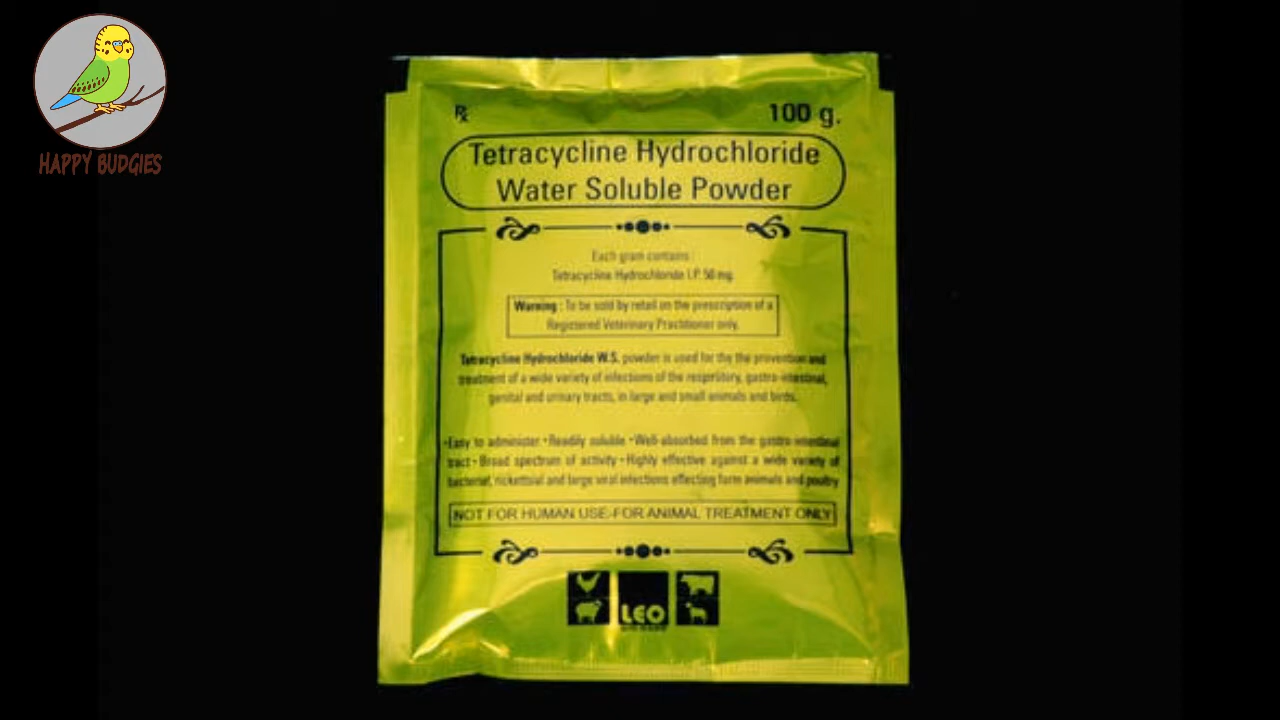 HAPPY BUDGIES
℞ 100 g.
Tetracycline Hydrochloride
Water Soluble Powder
Each gram contains :
Tetracycline Hydrochloride I.P. 50 mg.
Warning : To be sold by retail on the prescription of a
Registered Veterinary Practitioner only.
Tetracycline Hydrochloride W.S. powder is used for the the prevention and
treatment of a wide variety of infections of the respiratory, gastro-intestinal,
genital and urinary tracts, in large and small animals and birds.
•Easy to administer •Readily soluble •Well-absorbed from the gastro-intestinal
tract • Broad spectrum of activity • Highly effective against a wide variety of
bacterial, rickettsial and large viral infections effecting farm animals and poultry
NOT FOR HUMAN USE-FOR ANIMAL TREATMENT ONLY
LEO